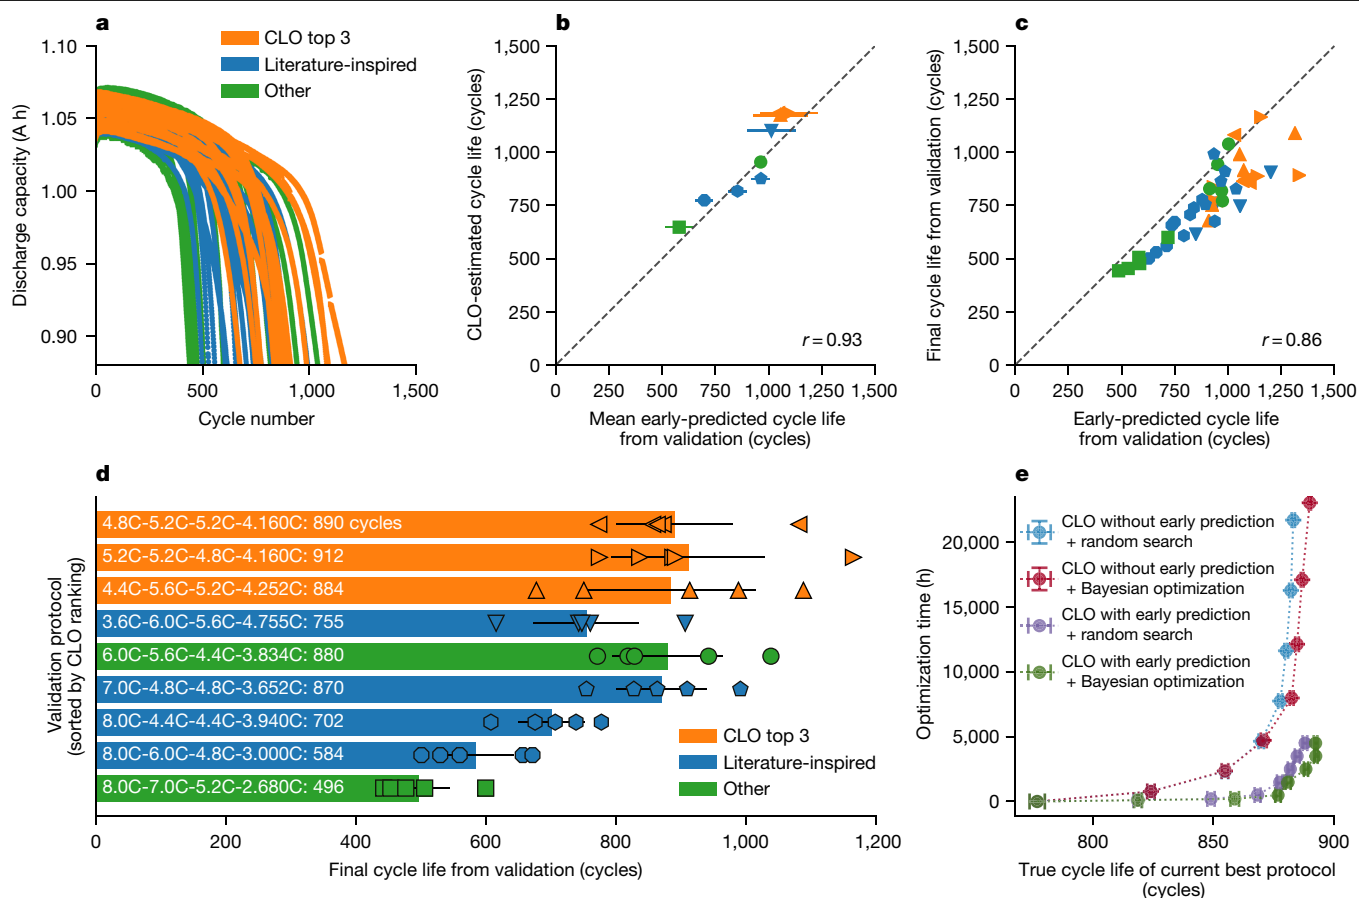 a
CLO top 3
Literature-inspired
Other
1.10
1.05
1.00
0.95
0.90
Discharge capacity (A h)
0
500
1,000
1,500
Cycle number
b
1,500
1,250
1,000
750
500
250
0
CLO-estimated cycle life (cycles)
r = 0.93
0
250
500
750
1,000
1,250
1,500
Mean early-predicted cycle life
from validation (cycles)
c
1,500
1,250
1,000
750
500
250
0
Final cycle life from validation (cycles)
r = 0.86
0
250
500
750
1,000
1,250
1,500
Early-predicted cycle life
from validation (cycles)
d
Validation protocol
(sorted by CLO ranking)
4.8C-5.2C-5.2C-4.160C: 890 cycles
5.2C-5.2C-4.8C-4.160C: 912
4.4C-5.6C-5.2C-4.252C: 884
3.6C-6.0C-5.6C-4.755C: 755
6.0C-5.6C-4.4C-3.834C: 880
7.0C-4.8C-4.8C-3.652C: 870
8.0C-4.4C-4.4C-3.940C: 702
8.0C-6.0C-4.8C-3.000C: 584
8.0C-7.0C-5.2C-2.680C: 496
CLO top 3
Literature-inspired
Other
0
200
400
600
800
1,000
1,200
Final cycle life from validation (cycles)
e
CLO without early prediction
+ random search
CLO without early prediction
+ Bayesian optimization
CLO with early prediction
+ random search
CLO with early prediction
+ Bayesian optimization
20,000
15,000
10,000
5,000
0
Optimization time (h)
800
850
900
True cycle life of current best protocol
(cycles)